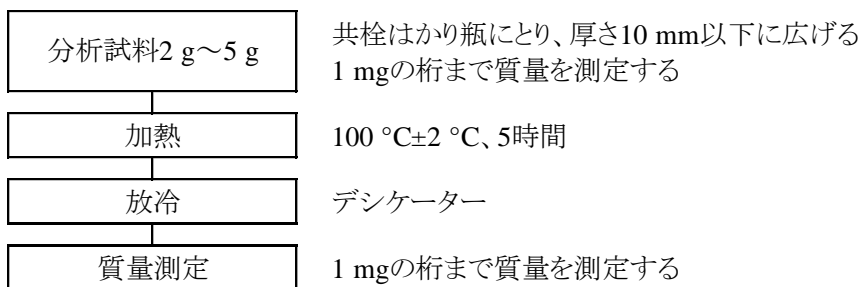 分析試料2 g～5 g
共栓はかり瓶にとり、厚さ10 mm以下に広げる
1 mgの桁まで質量を測定する
加熱
100 °C±2 °C、5時間
放冷
デシケーター
質量測定
1 mgの桁まで質量を測定する